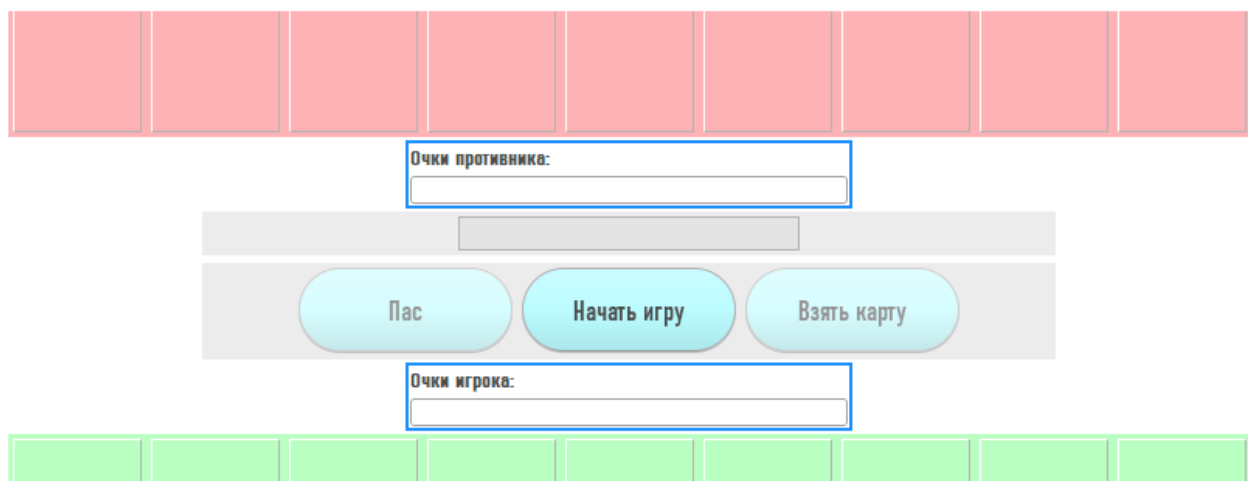 Очки противника:
Пас
Начать игру
Взять карту
Очки игрока: